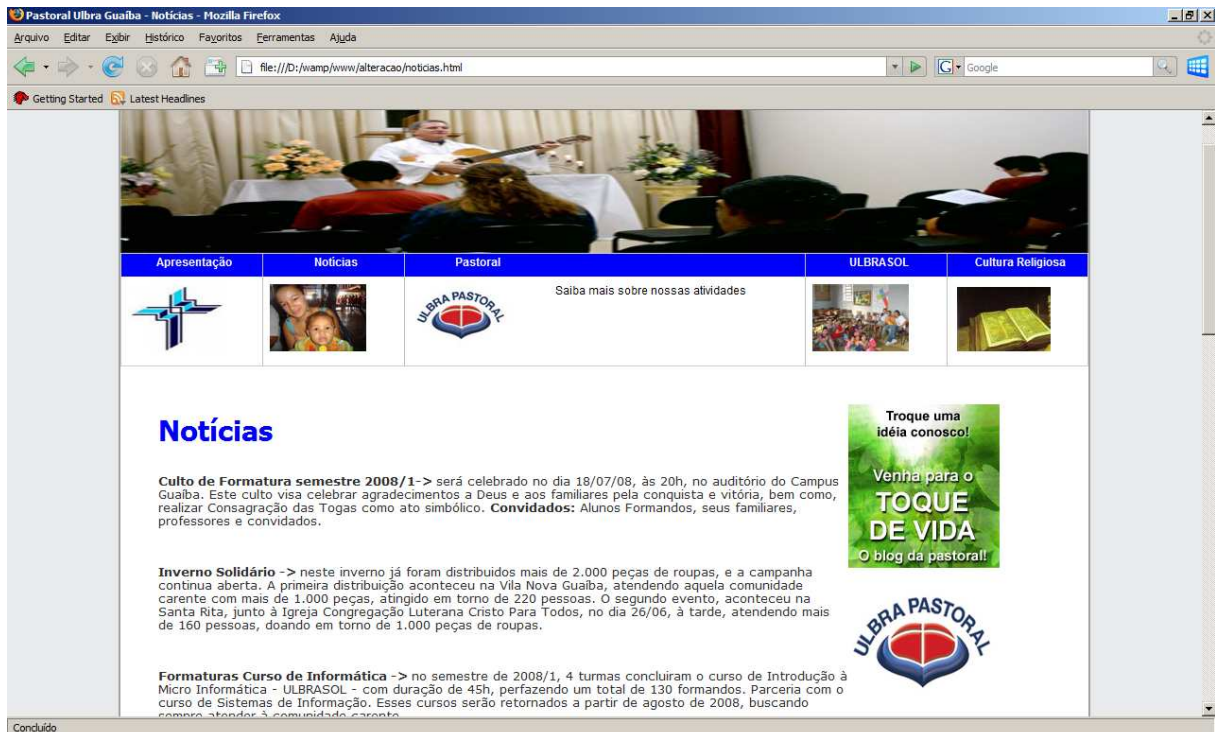 Pastoral Ulbra Guaíba - Notícias - Mozilla Firefox
Arquivo Editar Exibir Histórico Favoritos Ferramentas Ajuda
file:///D:/wamp/www/alteracao/noticias.html
G Google
Getting Started Latest Headlines
Apresentação Notícias Pastoral ULBRASOL Cultura Religiosa
ULBRA PASTORAL
Saiba mais sobre nossas atividades
Notícias
Culto de Formatura semestre 2008/1-> será celebrado no dia 18/07/08, às 20h, no auditório do Campus
Guaíba. Este culto visa celebrar agradecimentos a Deus e aos familiares pela conquista e vitória, bem como,
realizar Consagração das Togas como ato simbólico. Convidados: Alunos Formandos, seus familiares,
professores e convidados.
Inverno Solidário -> neste inverno já foram distribuidos mais de 2.000 peças de roupas, e a campanha
continua aberta. A primeira distribuição aconteceu na Vila Nova Guaíba, atendendo aquela comunidade
carente com mais de 1.000 peças, atingido em torno de 220 pessoas. O segundo evento, aconteceu na
Santa Rita, junto à Igreja Congregação Luterana Cristo Para Todos, no dia 26/06, à tarde, atendendo mais
de 160 pessoas, doando em torno de 1.000 peças de roupas.
Formaturas Curso de Informática -> no semestre de 2008/1, 4 turmas concluiram o curso de Introdução à
Micro Informática - ULBRASOL - com duração de 45h, perfazendo um total de 130 formandos. Parceria com o
curso de Sistemas de Informação. Esses cursos serão retornados a partir de agosto de 2008, buscando
sempre atender à comunidade carente
Troque uma
idéia conosco!
Venha para o
TOQUE
DE VIDA
O blog da pastoral!
ULBRA PASTORAL
Concluído